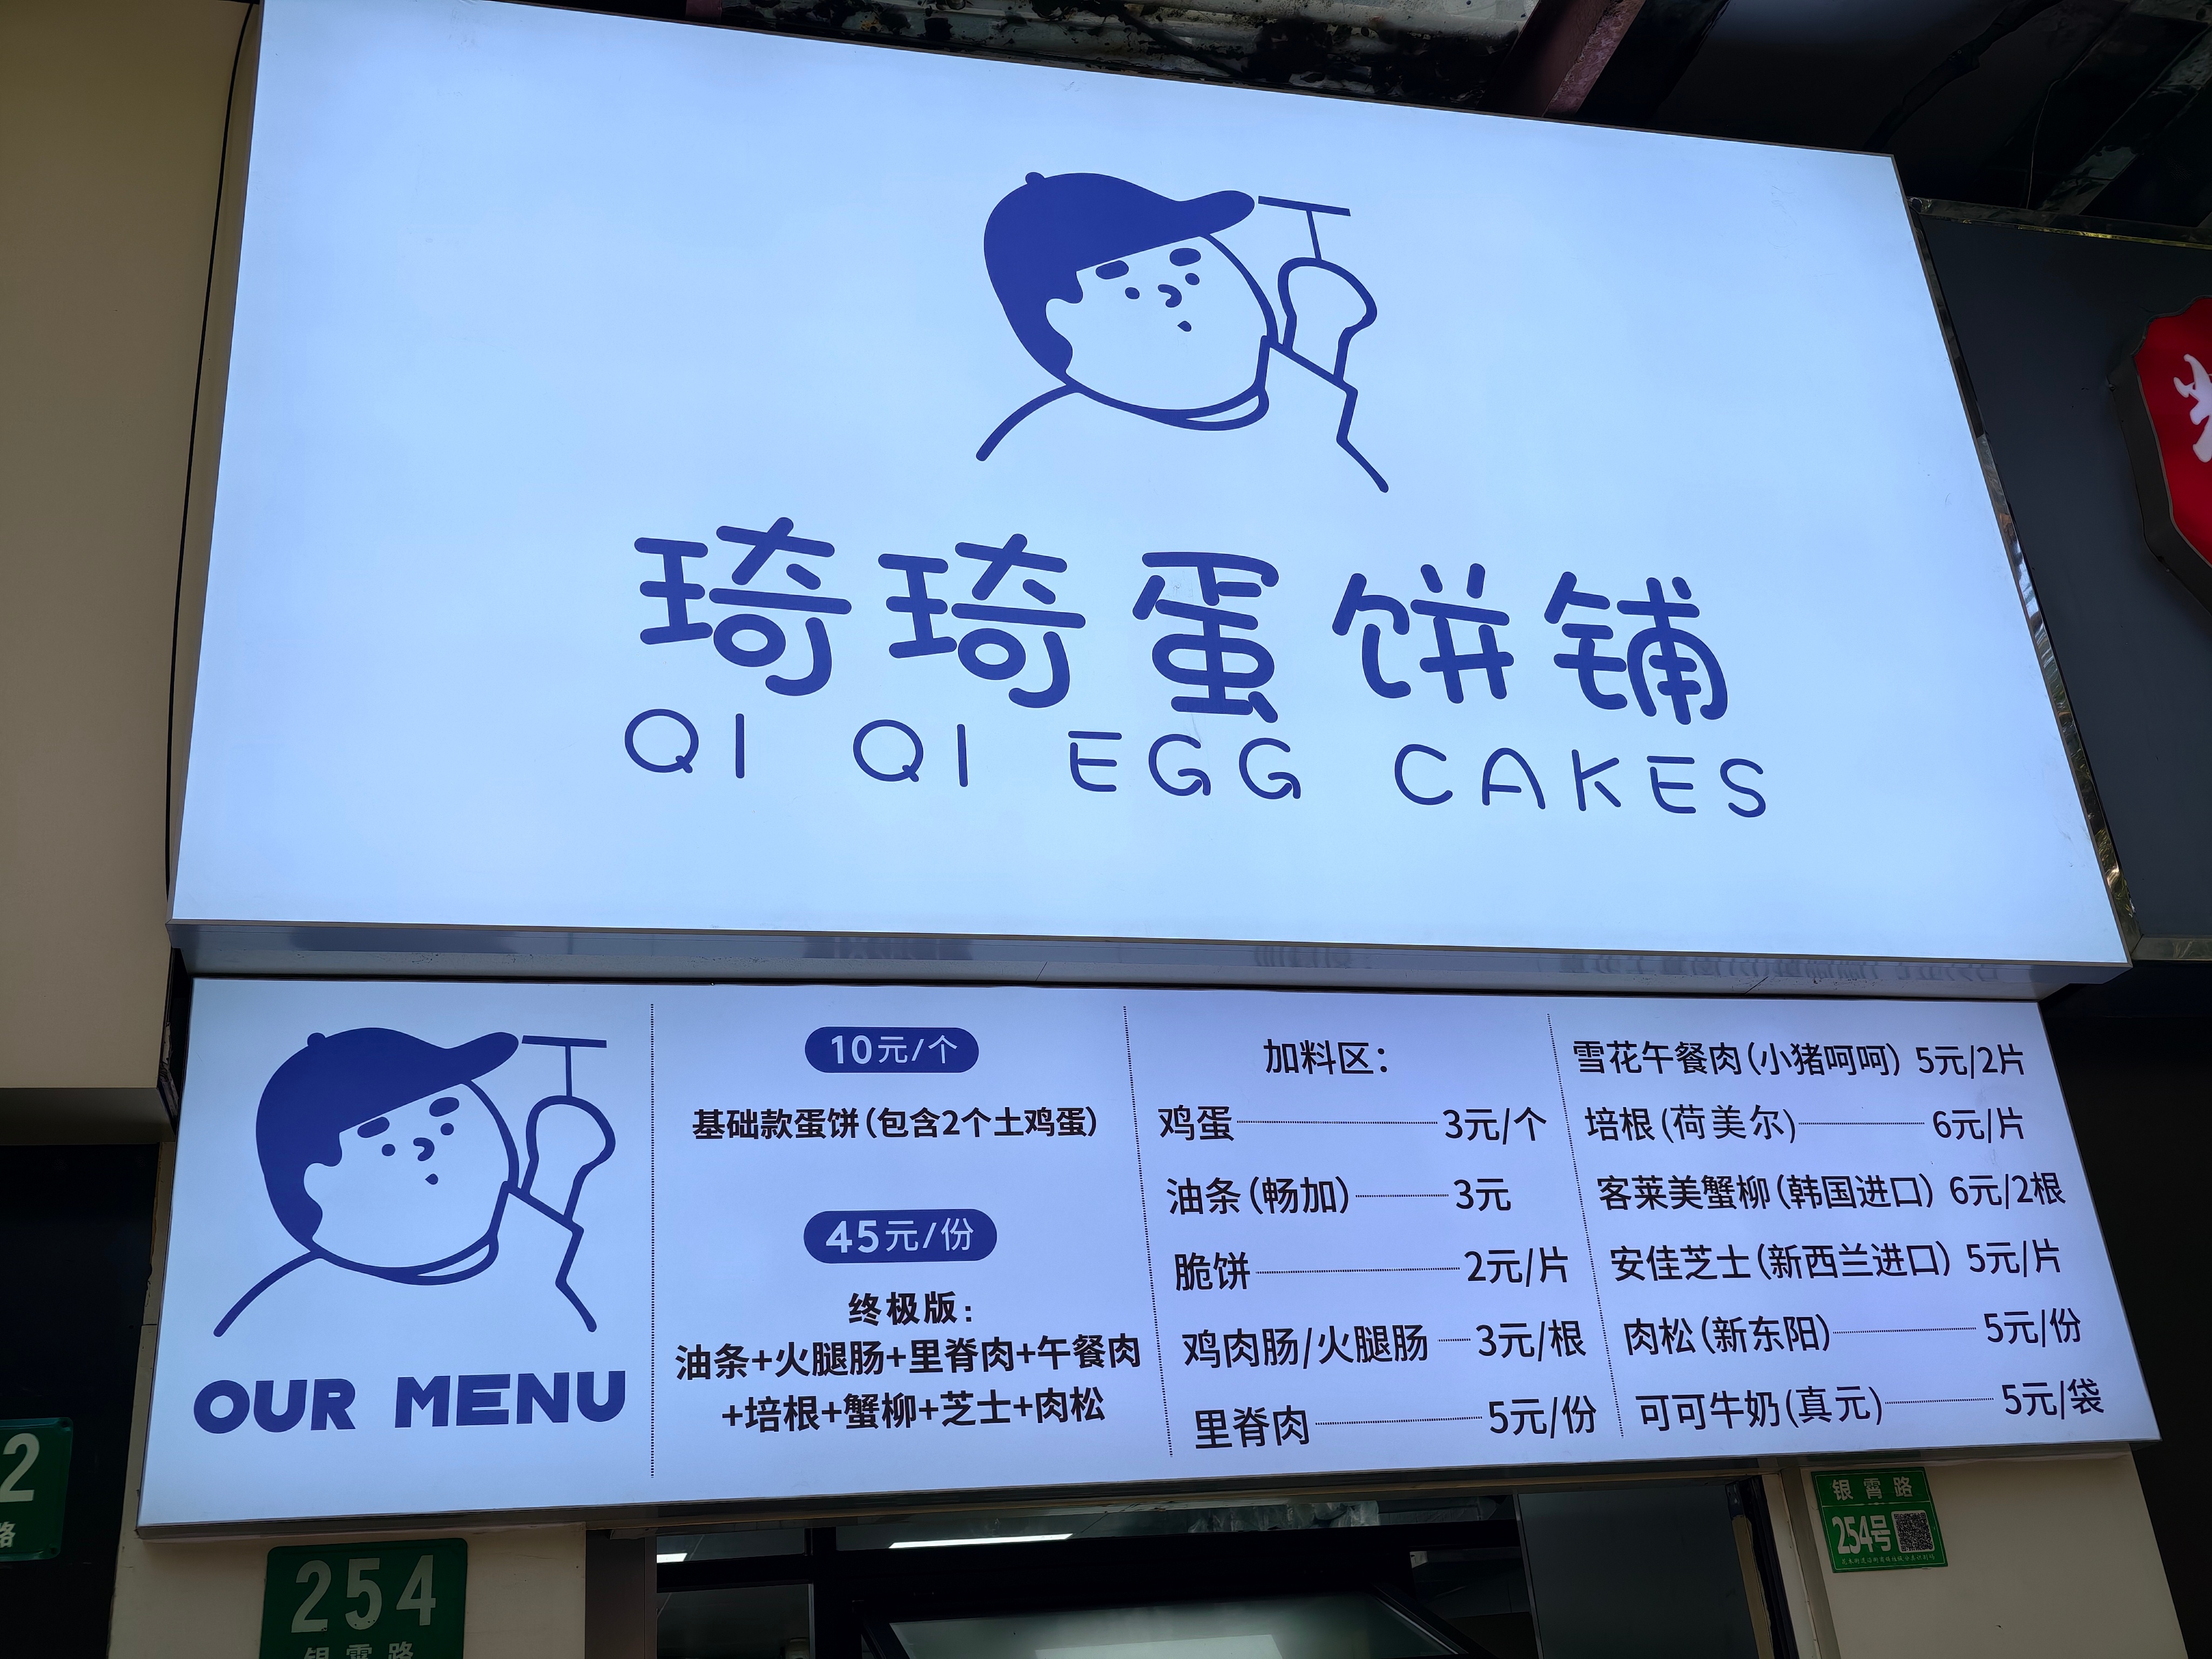 琦琦蛋饼铺
QI QI EGG CAKES
OUR MENU
10元/个
基础款蛋饼(包含2个土鸡蛋)
45元/份
终极版:
油条+火腿肠+里脊肉+午餐肉
+培根+蟹柳+芝士+肉松
加料区:
鸡蛋 3元/个
油条(畅加) 3元
脆饼 2元/片
鸡肉肠/火腿肠 3元/根
里脊肉 5元/份
雪花午餐肉(小猪呵呵) 5元/2片
培根(荷美尔) 6元/片
客莱美蟹柳(韩国进口) 6元/2根
安佳芝士(新西兰进口) 5元/片
肉松(新东阳) 5元/份
可可牛奶(真元) 5元/袋
2
路
254
银霄路
银霄路
254号